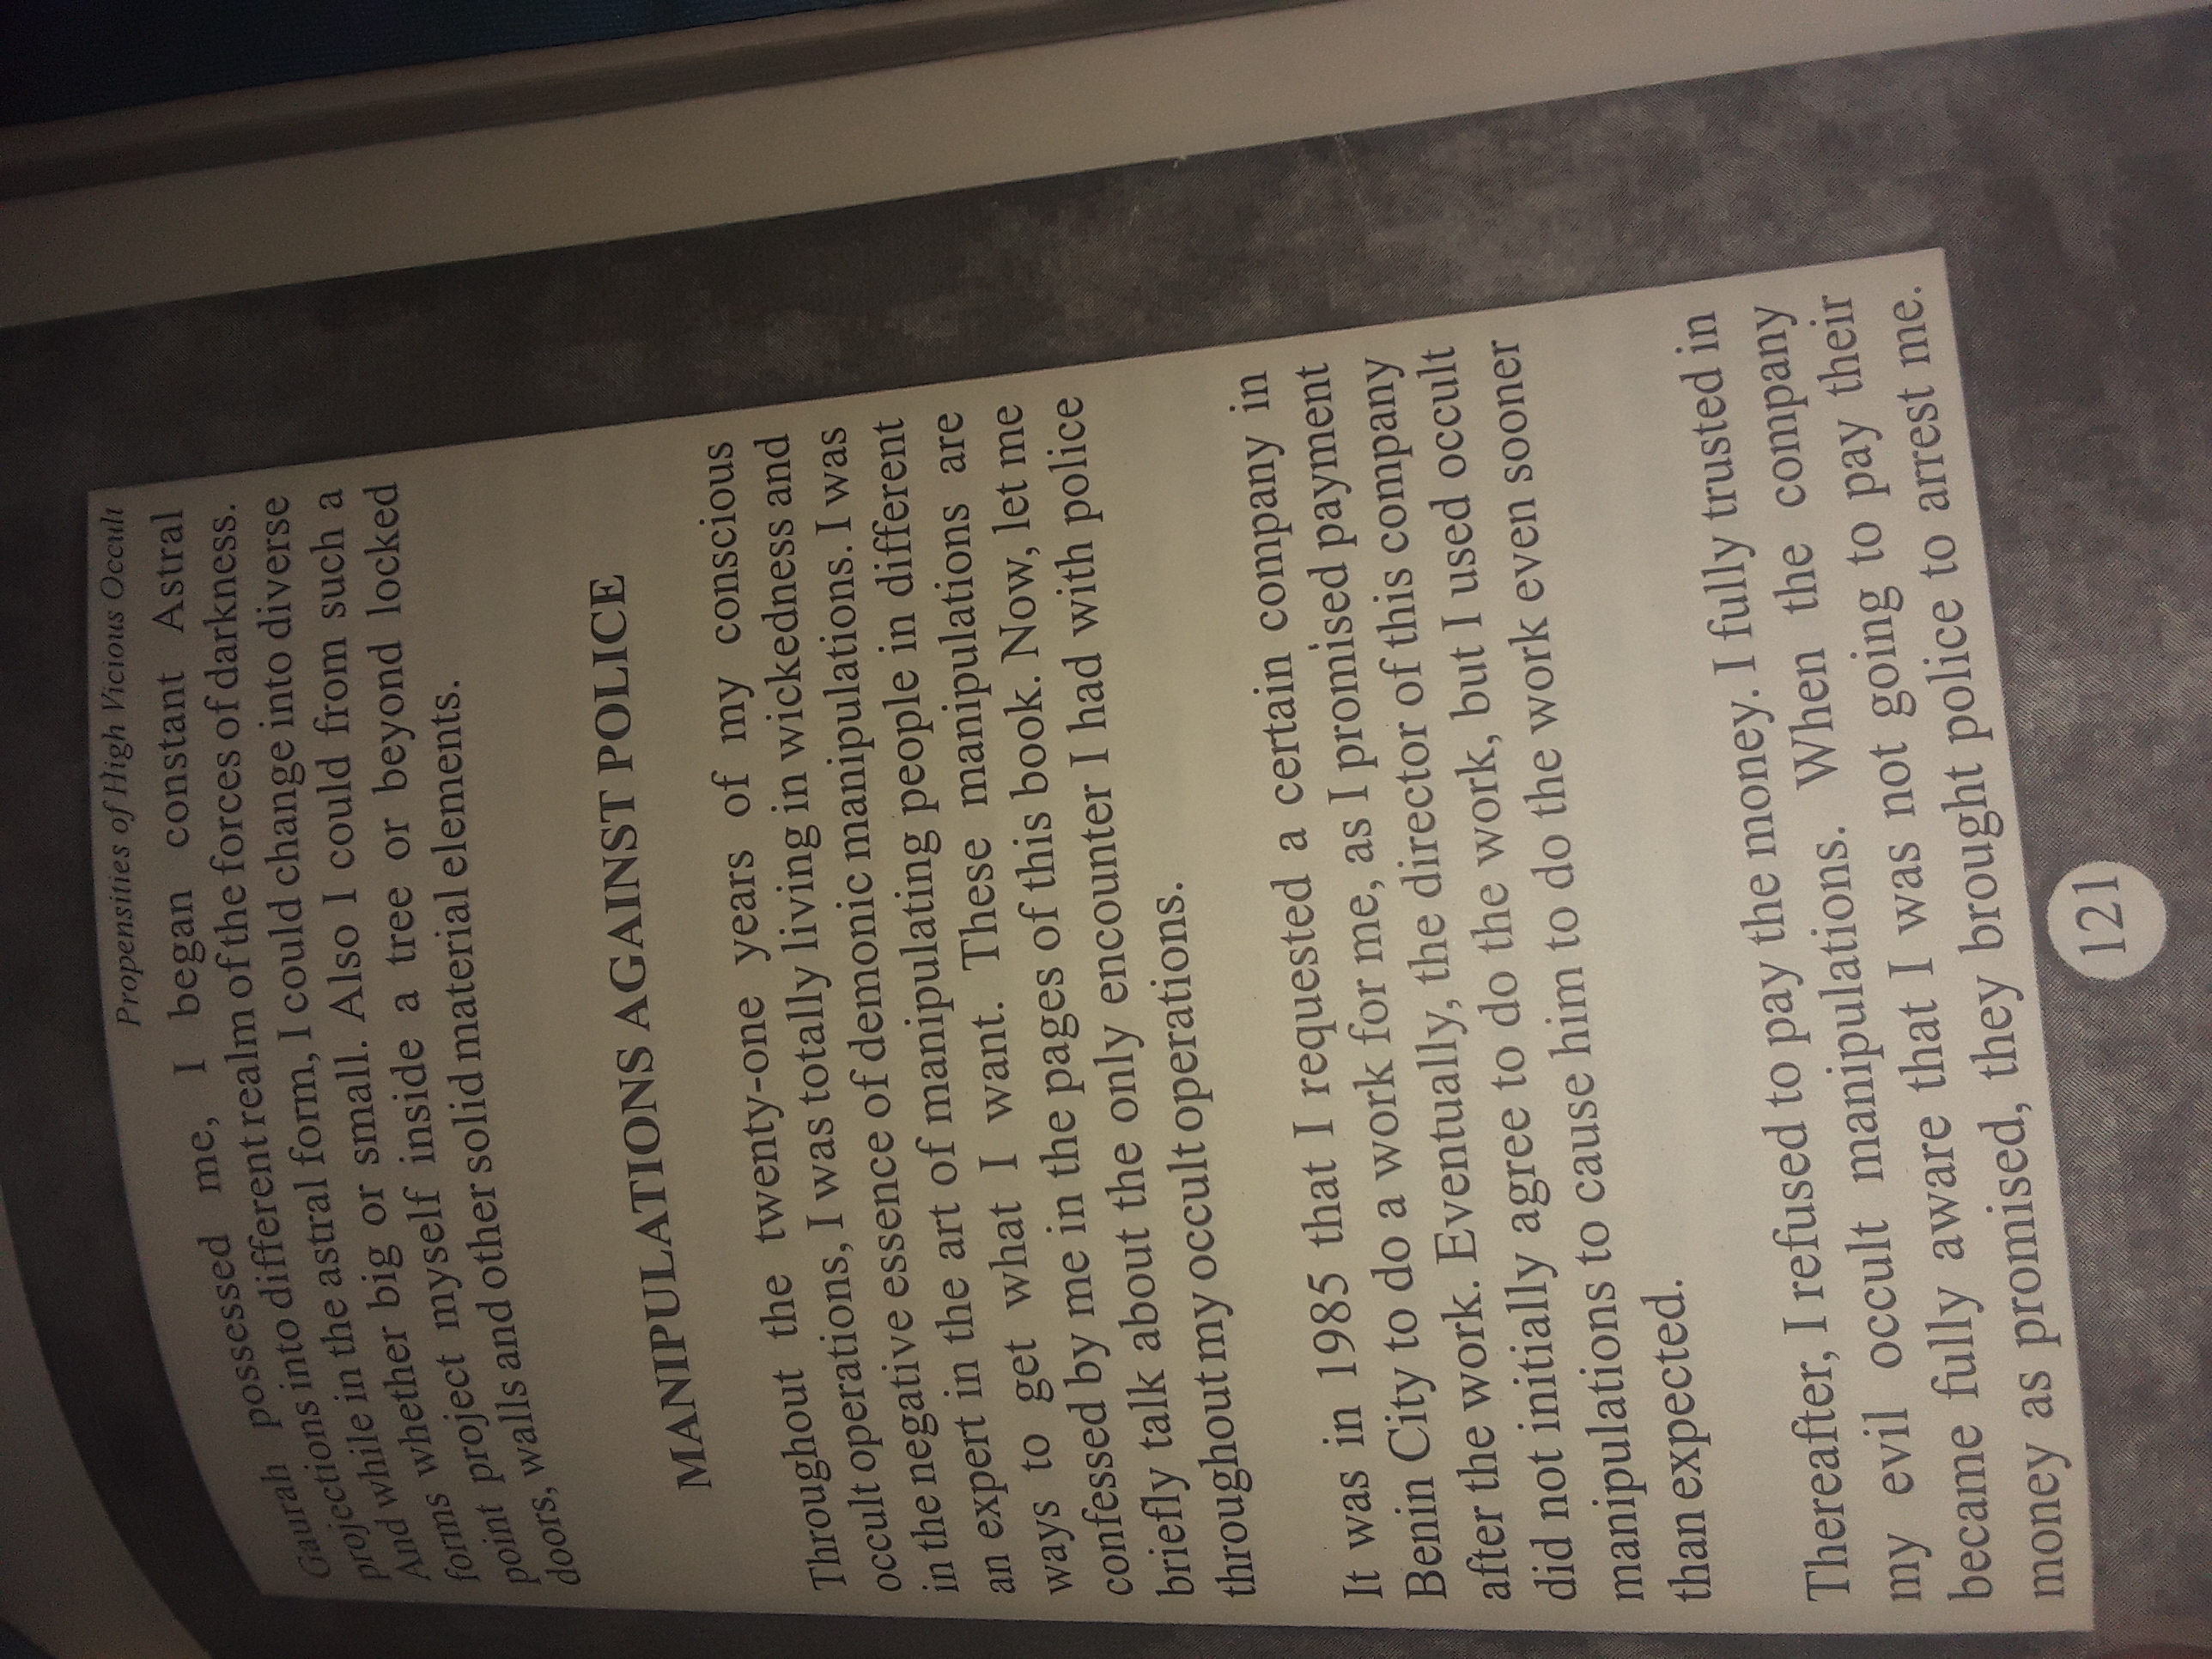 Propensities of High Vicious Occult
Gaurah possessed me, I began constant Astral
projections into different realm of the forces of darkness.
And while in the astral form, I could change into diverse
forms whether big or small. Also I could from such a
point project myself inside a tree or beyond locked
doors, walls and other solid material elements.
MANIPULATIONS AGAINST POLICE
Throughout the twenty-one years of my conscious
occult operations, I was totally living in wickedness and
in the negative essence of demonic manipulations. I was
an expert in the art of manipulating people in different
ways to get what I want. These manipulations are
confessed by me in the pages of this book. Now, let me
briefly talk about the only encounter I had with police
throughout my occult operations.
It was in 1985 that I requested a certain company in
Benin City to do a work for me, as I promised payment
after the work. Eventually, the director of this company
did not initially agree to do the work, but I used occult
manipulations to cause him to do the work even sooner
than expected.
Thereafter, I refused to pay the money. I fully trusted in
my evil occult manipulations. When the company
became fully aware that I was not going to pay their
money as promised, they brought police to arrest me.
121